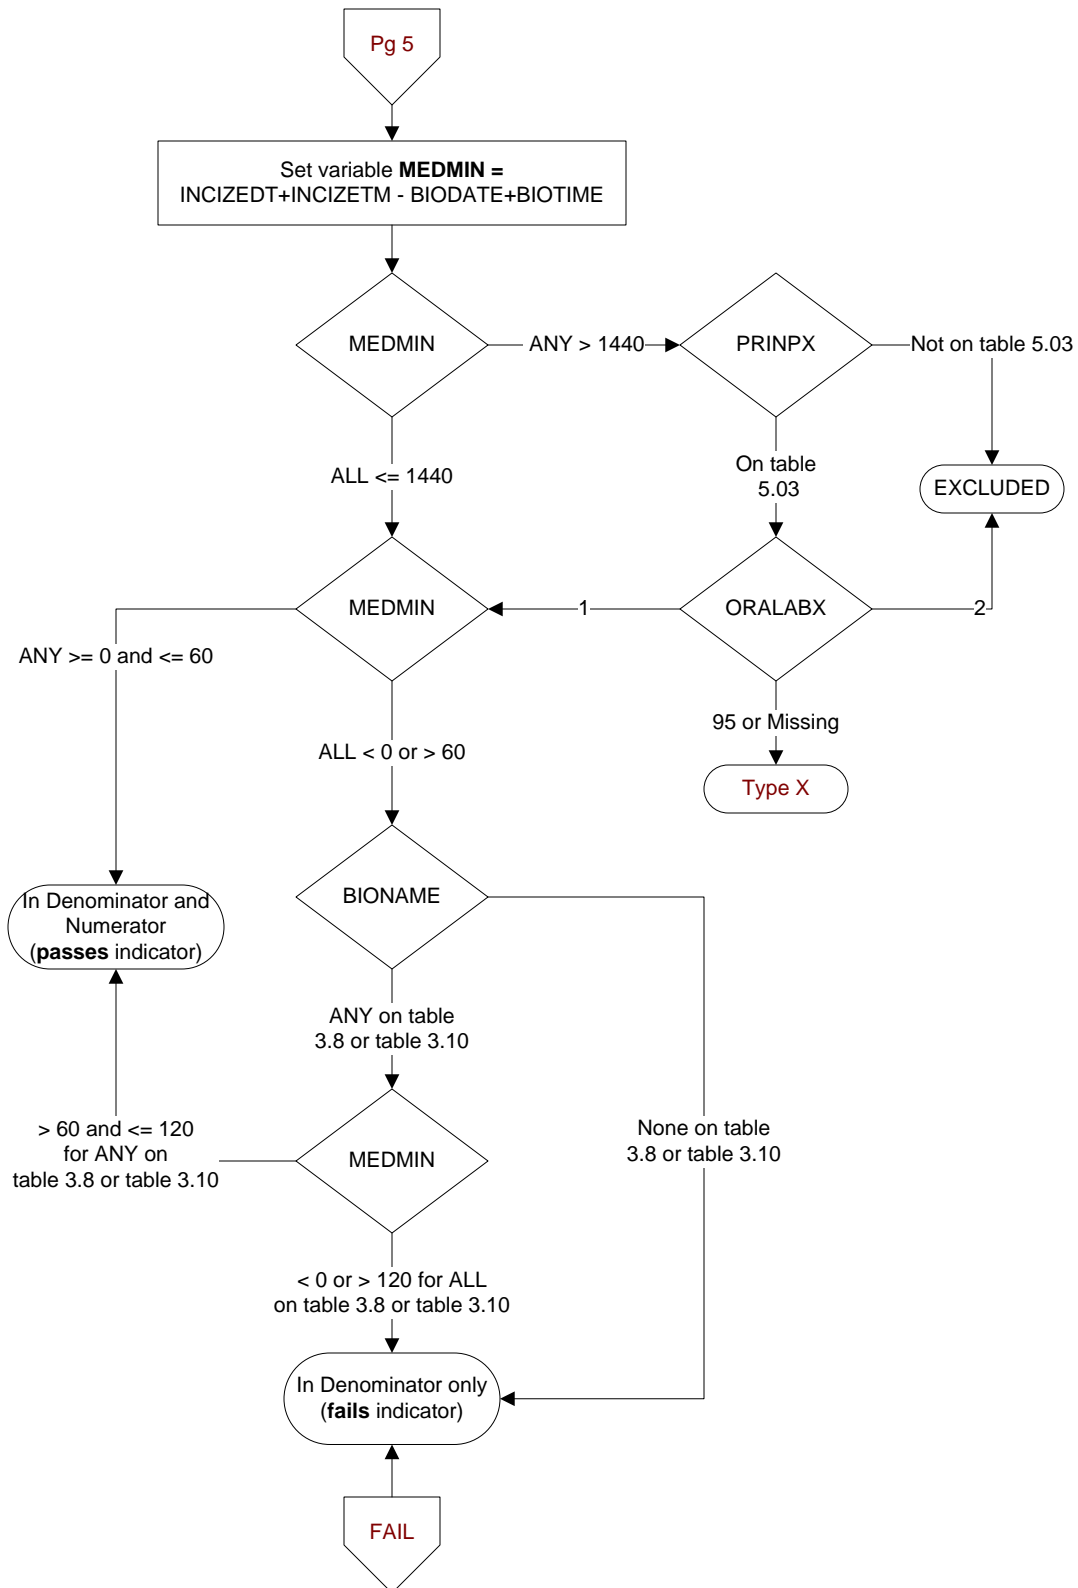 Pg 5
Set variable MEDMIN =
INCIZEDT+INCIZETM - BIODATE+BIOTIME
MEDMIN
ANY > 1440
PRINPX
Not on table 5.03
ALL <= 1440
On table
5.03
EXCLUDED
MEDMIN
1
ORALABX
2
ANY >= 0 and <= 60
95 or Missing
ALL < 0 or > 60
Type X
BIONAME
In Denominator and
Numerator
(passes indicator)
ANY on table
3.8 or table 3.10
> 60 and <= 120
for ANY on
table 3.8 or table 3.10
MEDMIN
None on table
3.8 or table 3.10
< 0 or > 120 for ALL
on table 3.8 or table 3.10
In Denominator only
(fails indicator)
FAIL